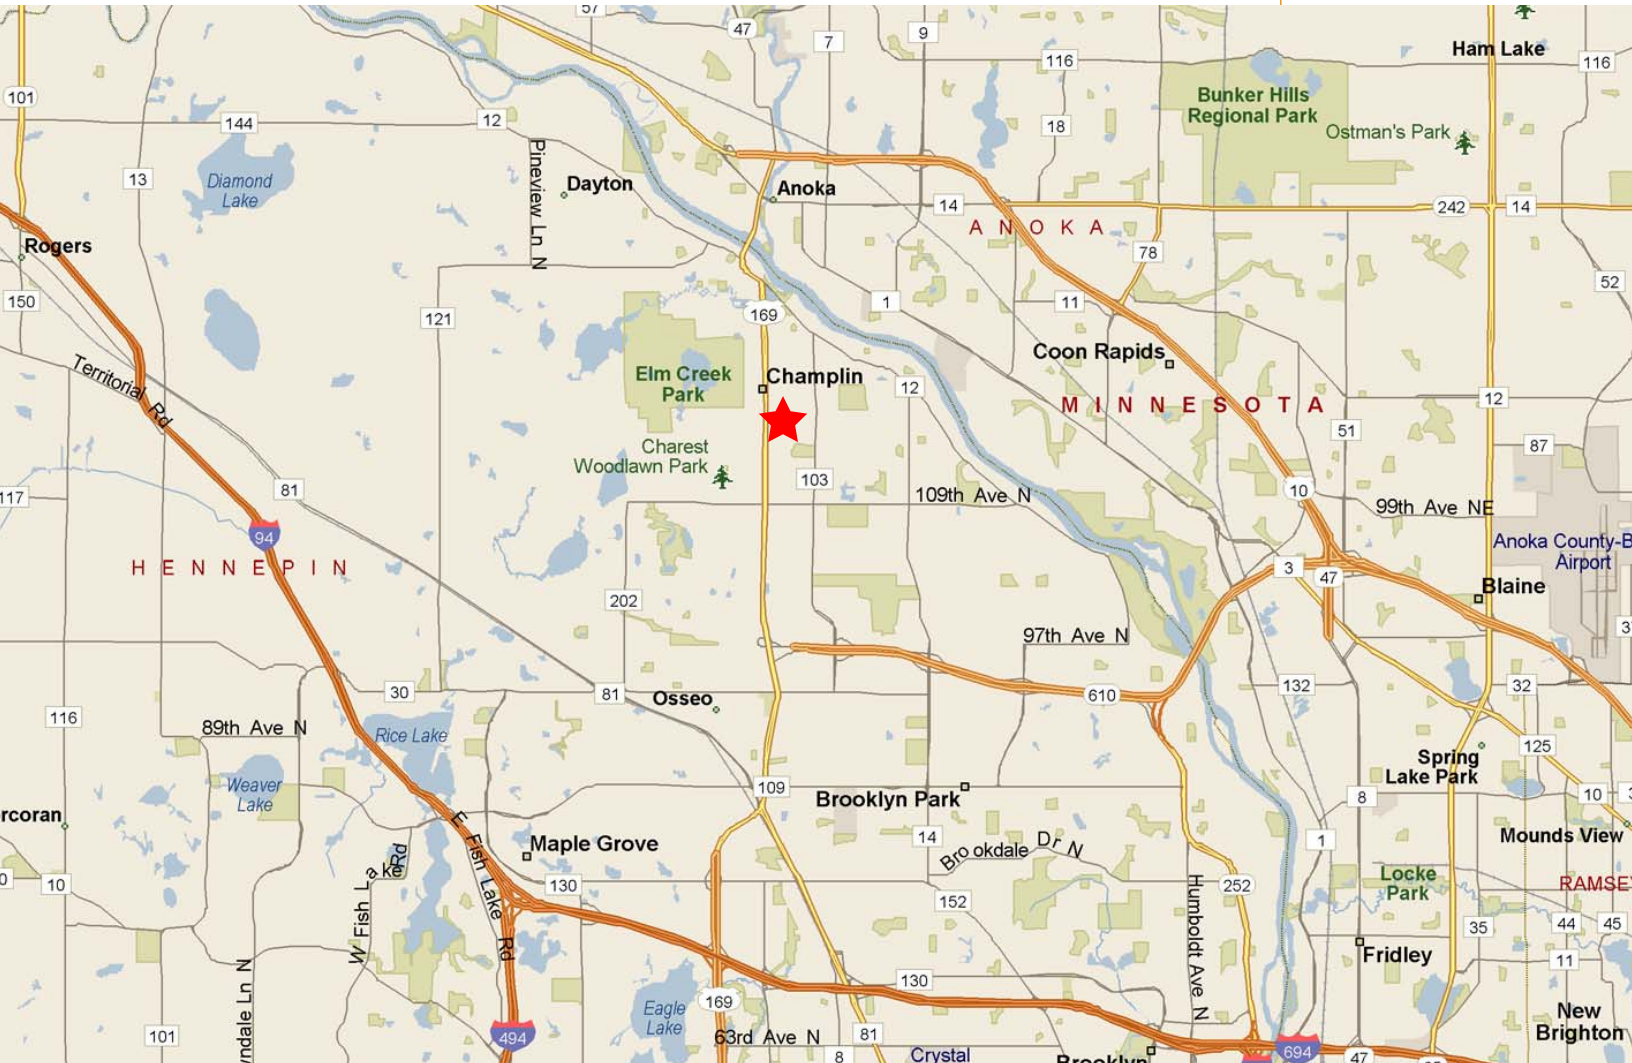 57
47
7
9
116
Ham Lake
116
101
Bunker Hills
Regional Park
144
12
18
Ostman's Park
Pineview Ln N
13
Diamond
Lake
Dayton
Anoka
14
242
14
A N O K A
Rogers
78
52
150
121
1
11
169
Coon Rapids
Territorial Rd
Elm Creek
Park
Champlin
12
12
M I N N E S O T A
51
87
Charest
Woodlawn Park
103
81
117
109th Ave N
10
99th Ave NE
94
Anoka County-B
Airport
H E N N E P I N
3
47
Blaine
202
97th Ave N
30
81
Osseo
610
132
32
116
89th Ave N
Rice Lake
125
Spring
Lake Park
Weaver
Lake
109
Brooklyn Park
8
10
rcoran
14
1
Mounds View
E Fish Lake Rd
Maple Grove
Brookdale Dr N
W Fish Lake Rd
10
130
252
Locke
Park
RAMSEY
152
Humboldt Ave N
35
44
45
Fridley
11
ndale Ln N
130
169
Eagle
Lake
New
Brighton
101
494
63rd Ave N
81
8
Crystal
Brooklyn
694
47